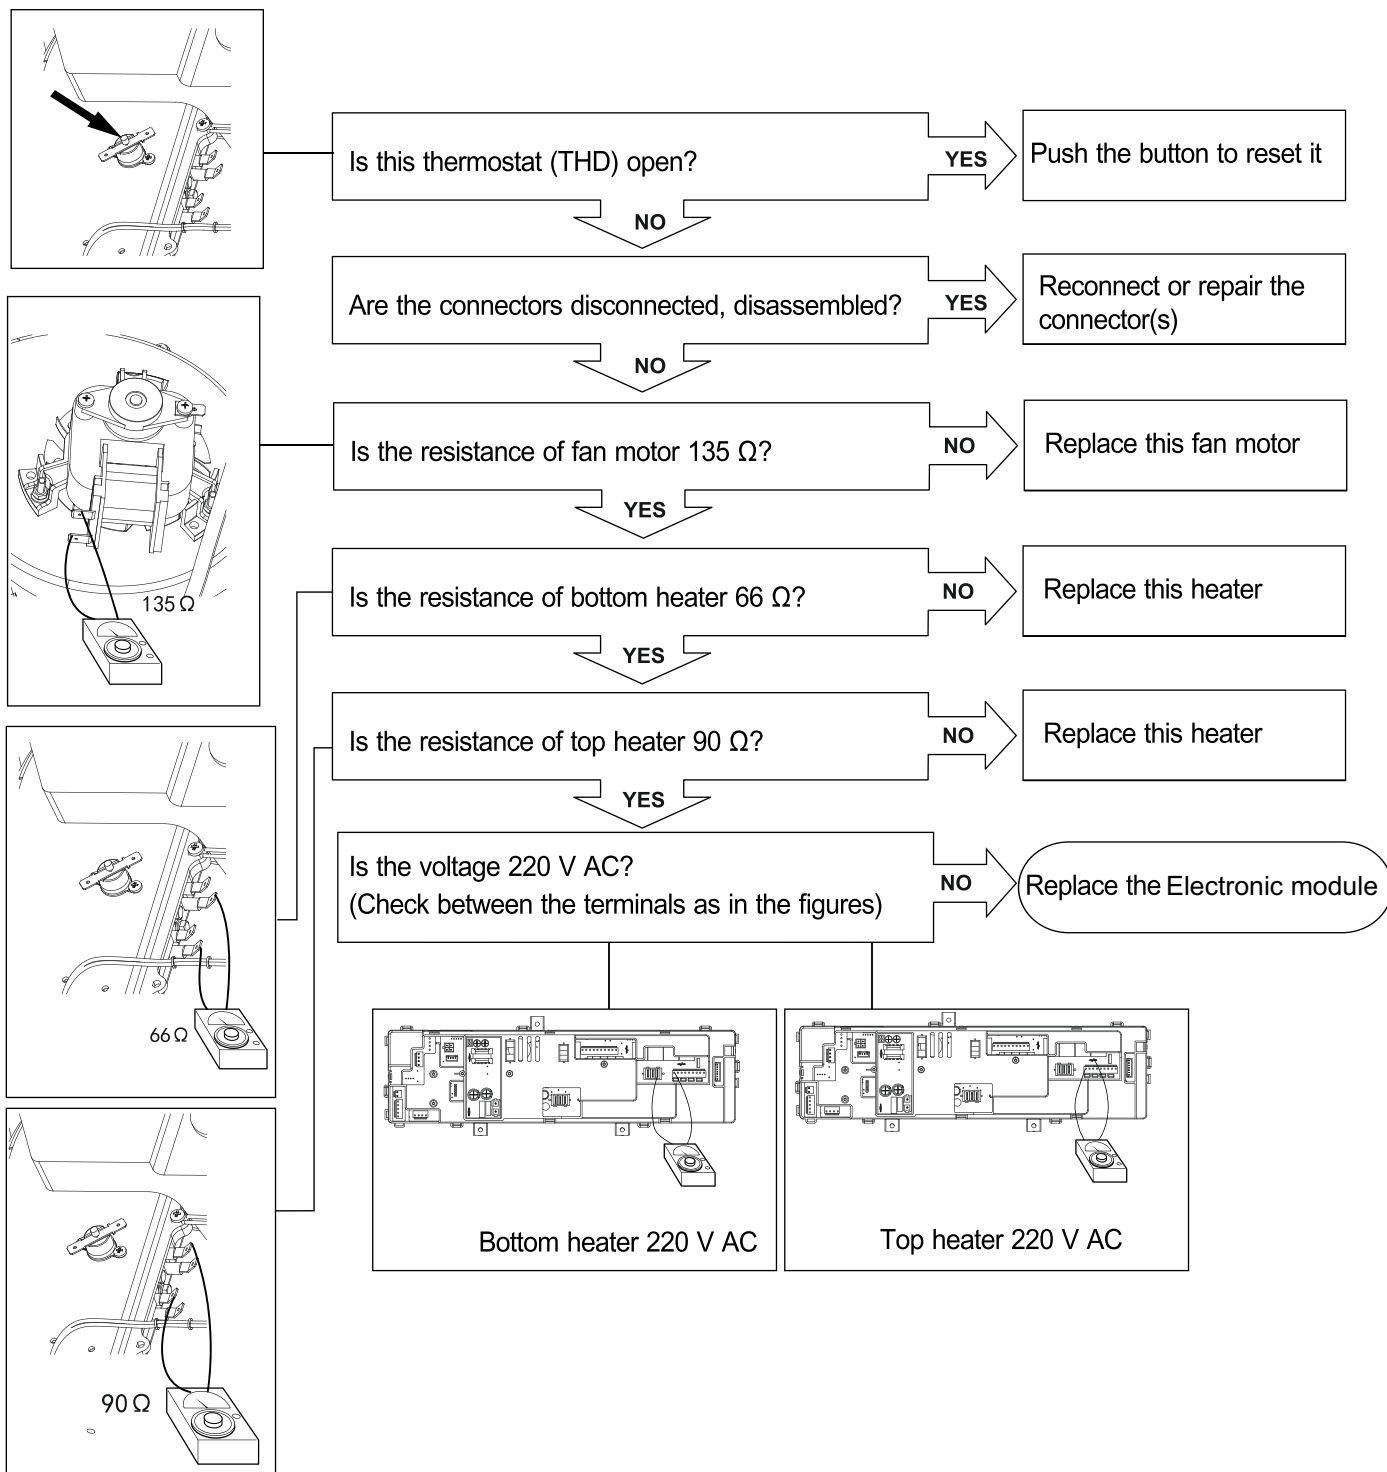 Is this thermostat (THD) open?
YES
Push the button to reset it
NO
Are the connectors disconnected, disassembled?
YES
Reconnect or repair the
connector(s)
NO
135 Ω
Is the resistance of fan motor 135 Ω?
NO
Replace this fan motor
YES
Is the resistance of bottom heater 66 Ω?
NO
Replace this heater
YES
66 Ω
Is the resistance of top heater 90 Ω?
NO
Replace this heater
YES
90 Ω
Is the voltage 220 V AC?
(Check between the terminals as in the figures)
NO
Replace the Electronic module
Bottom heater 220 V AC
Top heater 220 V AC